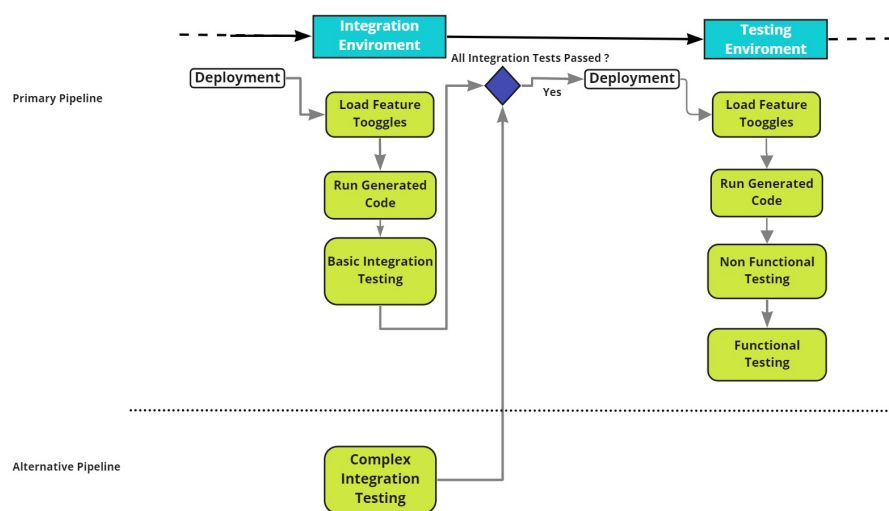 Integration
Enviroment
Testing
Enviroment
All Integration Tests Passed ?
Deployment
Yes
Deployment
Primary Pipeline
Load Feature
Tooggles
Load Feature
Tooggles
Run Generated
Code
Run Generated
Code
Basic Integration
Testing
Non Functional
Testing
Functional
Testing
Alternative Pipeline
Complex
Integration
Testing